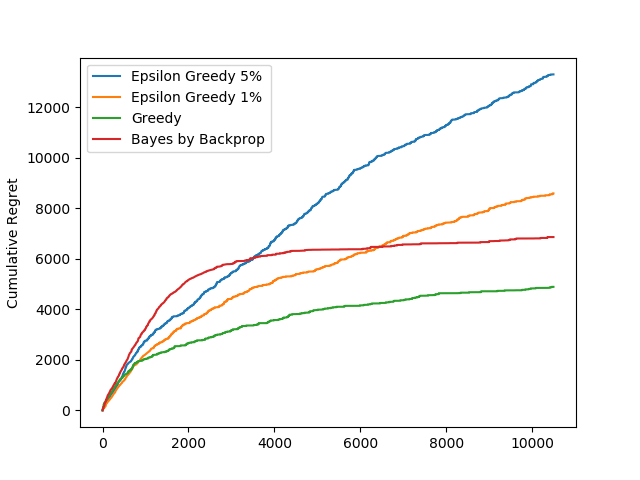 Epsilon Greedy 5%
Epsilon Greedy 1%
Greedy
Bayes by Backprop
Cumulative Regret
12000
10000
8000
6000
4000
2000
0
0 2000 4000 6000 8000 10000